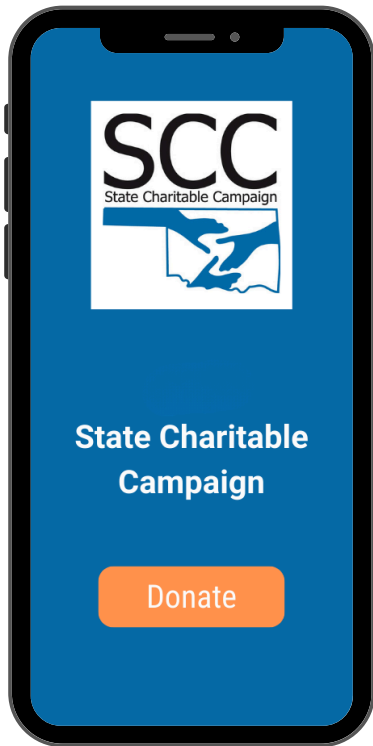 SCC
State Charitable Campaign
State Charitable
Campaign
Donate